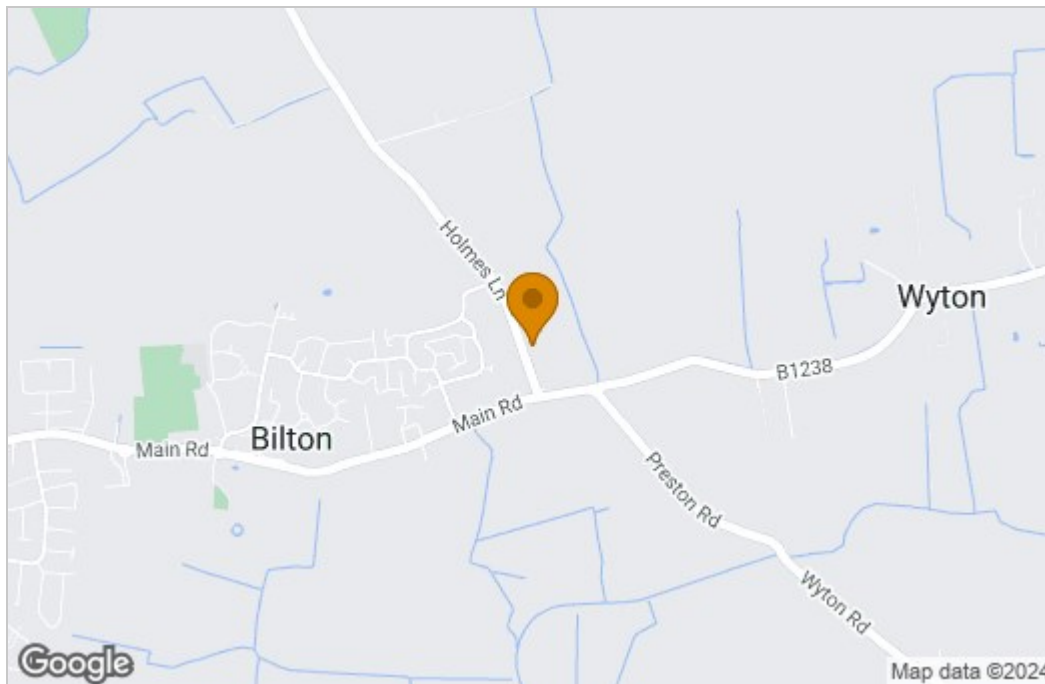 Holmes Ln
Wyton
B1238
Main Rd
Bilton
Main Rd
Preston Rd
Wyton Rd
Google
Map data ©2024